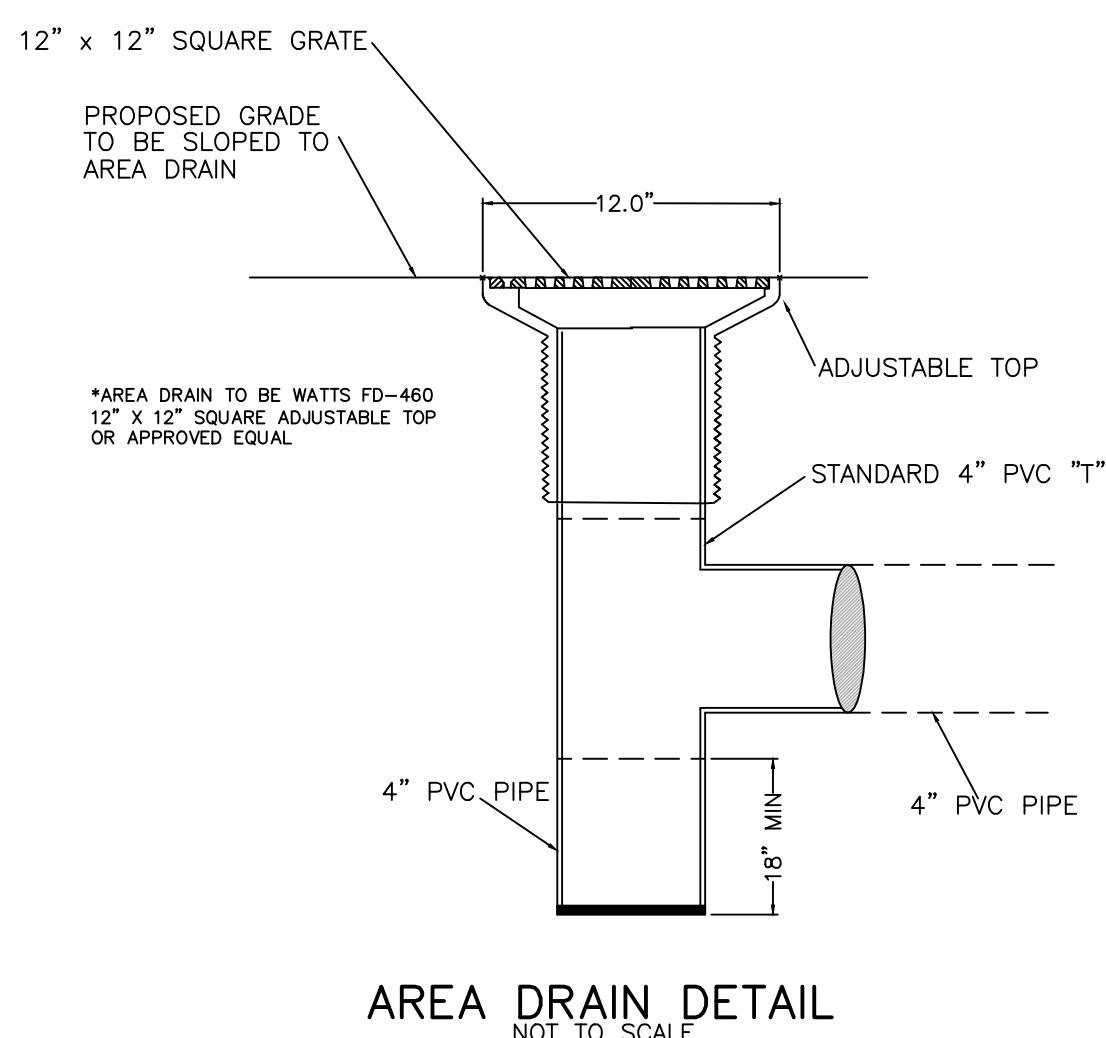 12” x 12” SQUARE GRATE
PROPOSED GRADE
TO BE SLOPED TO
AREA DRAIN
12.0”
ADJUSTABLE TOP
*AREA DRAIN TO BE WATTS FD-460
12” X 12” SQUARE ADJUSTABLE TOP
OR APPROVED EQUAL
STANDARD 4” PVC ”T”
4” PVC PIPE
18” MIN
4” PVC PIPE
AREA DRAIN DETAIL
NOT TO SCALE